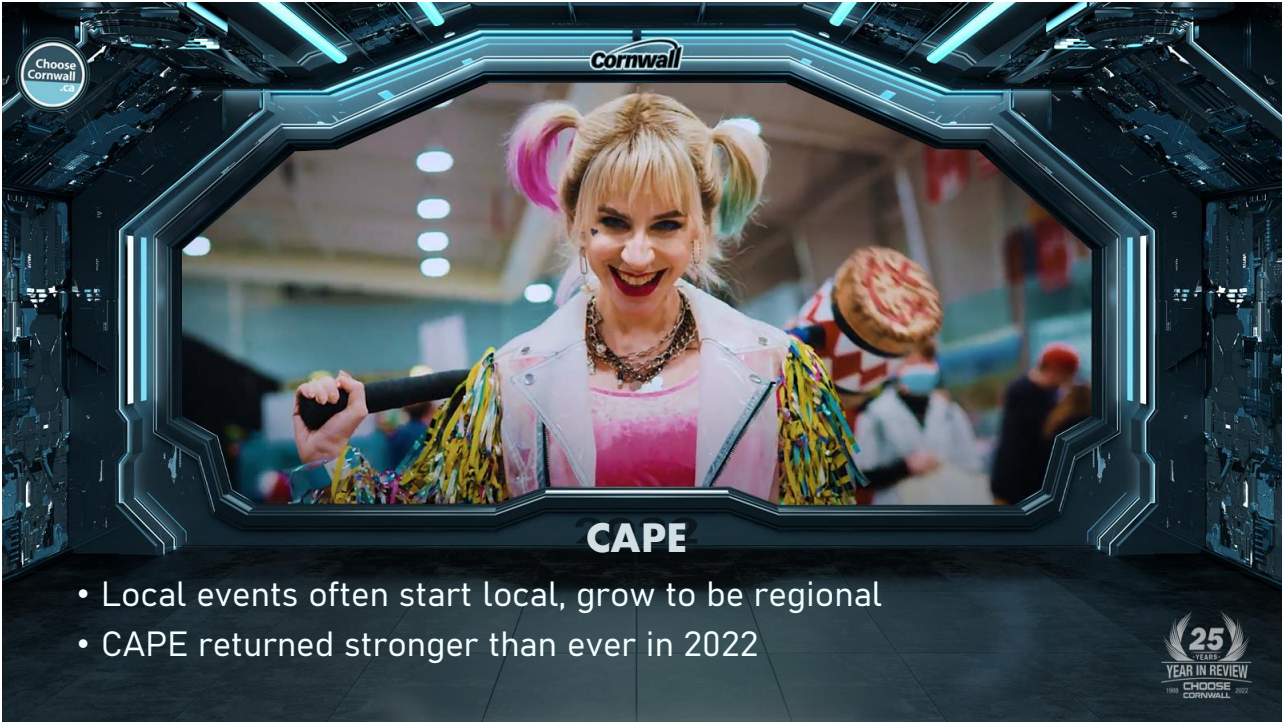 Choose
Cornwall
.ca
Cornwall
2022
CAPE
• Local events often start local, grow to be regional
• CAPE returned stronger than ever in 2022
25
YEARS
YEAR IN REVIEW
CHOOSE
CORNWALL
2022